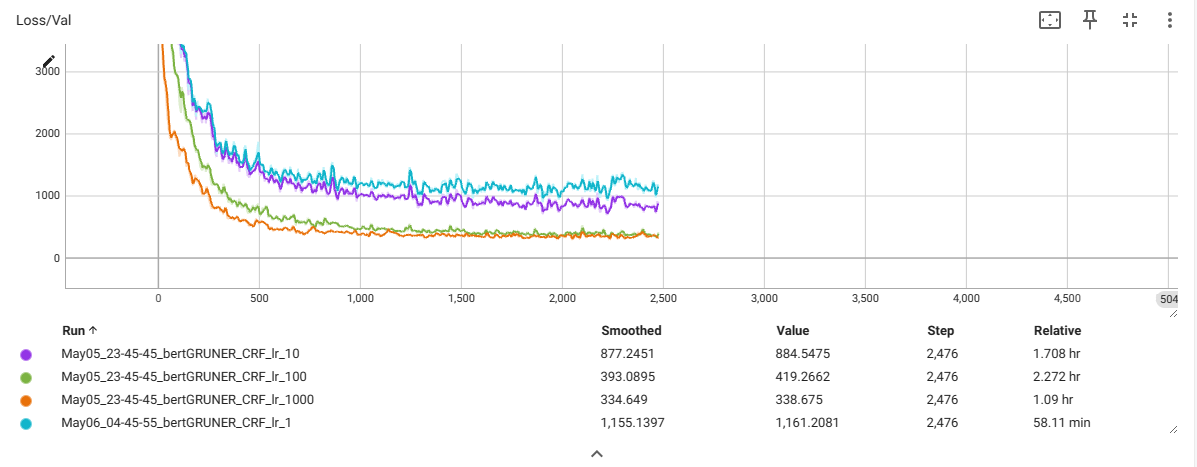 Loss/Val
3000
2000
1000
0
0 500 1,000 1,500 2,000 2,500 3,000 3,500 4,000 4,500 504
Run Smoothed Value Step Relative
May05_23-45-45_bertGRUNER_CRF_lr_10 877.2451 884.5475 2,476 1.708 hr
May05_23-45-45_bertGRUNER_CRF_lr_100 393.0895 419.2662 2,476 2.272 hr
May05_23-45-45_bertGRUNER_CRF_lr_1000 334.649 338.675 2,476 1.09 hr
May06_04-45-55_bertGRUNER_CRF_lr_1 1,155.1397 1,161.2081 2,476 58.11 min